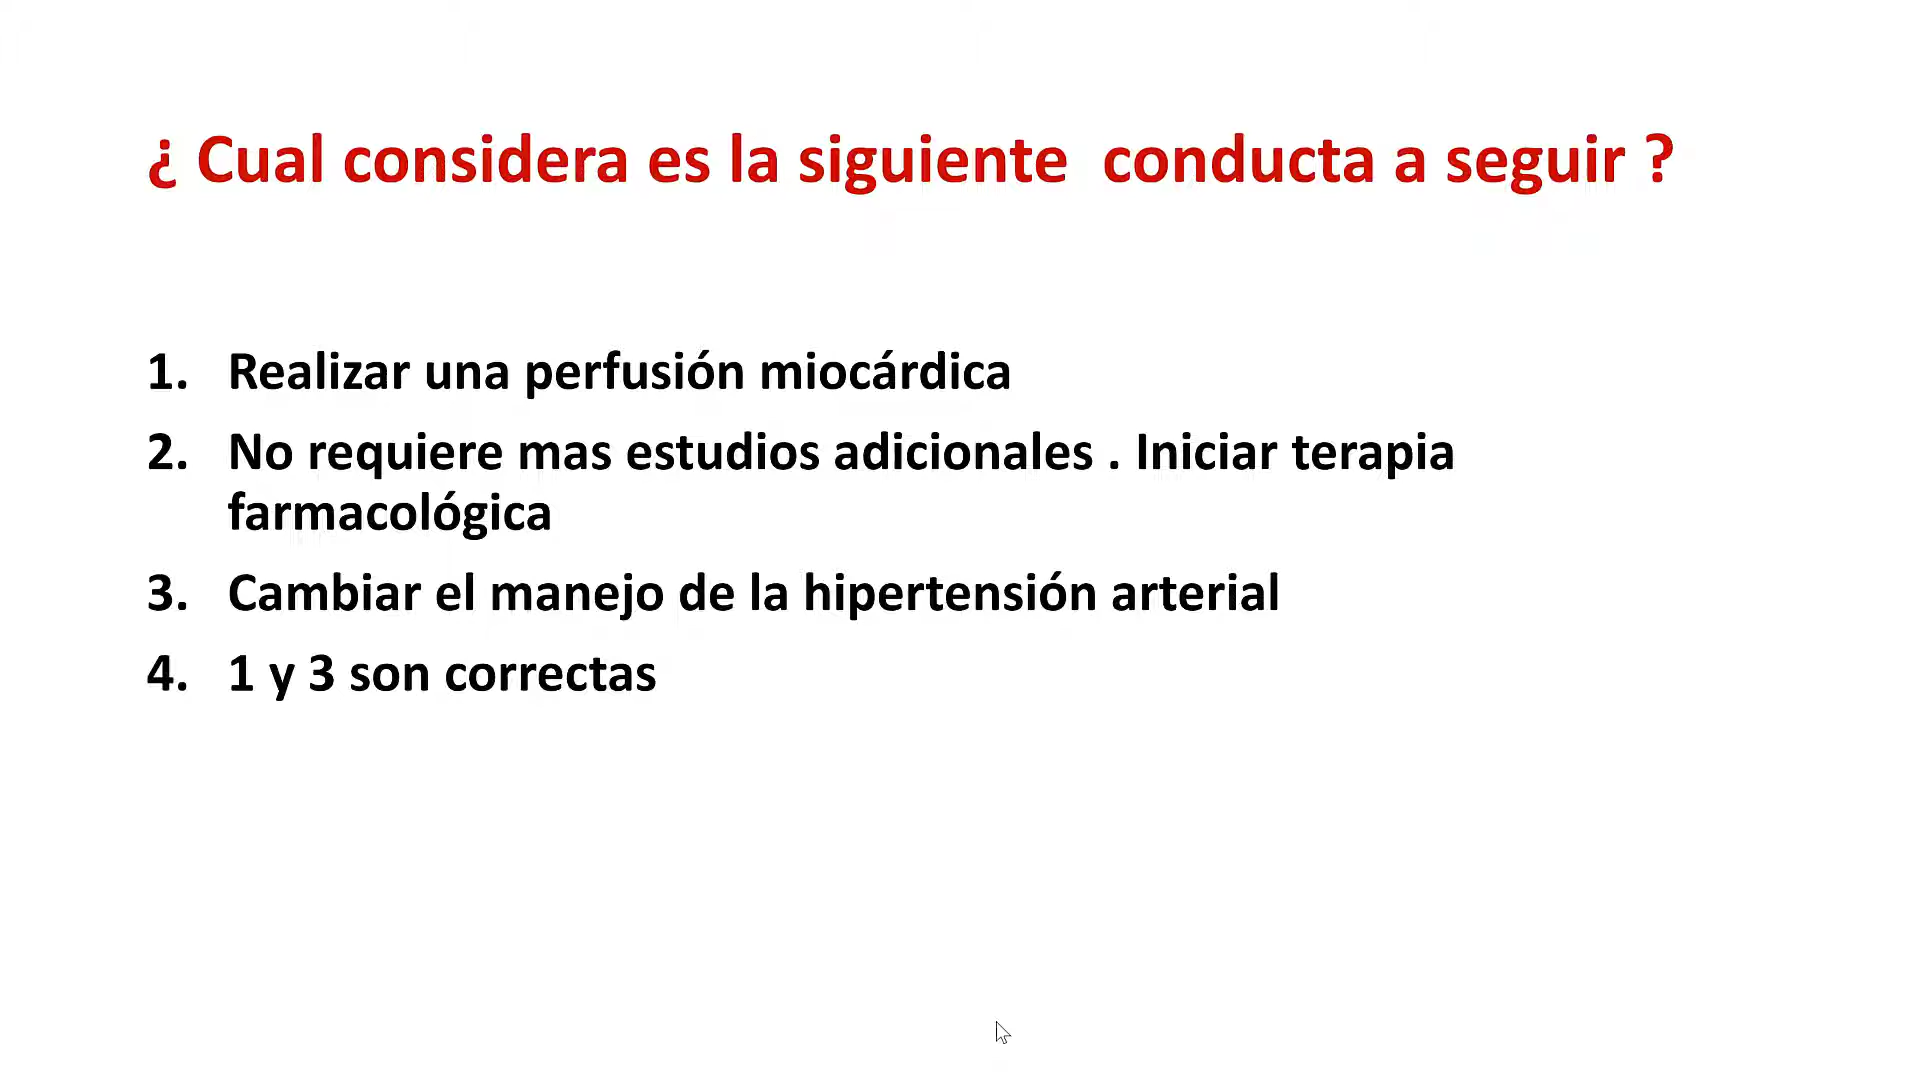 ¿ Cual considera es la siguiente conducta a seguir ?
1. Realizar una perfusión miocárdica
2. No requiere mas estudios adicionales . Iniciar terapia
farmacológica
3. Cambiar el manejo de la hipertensión arterial
4. 1 y 3 son correctas